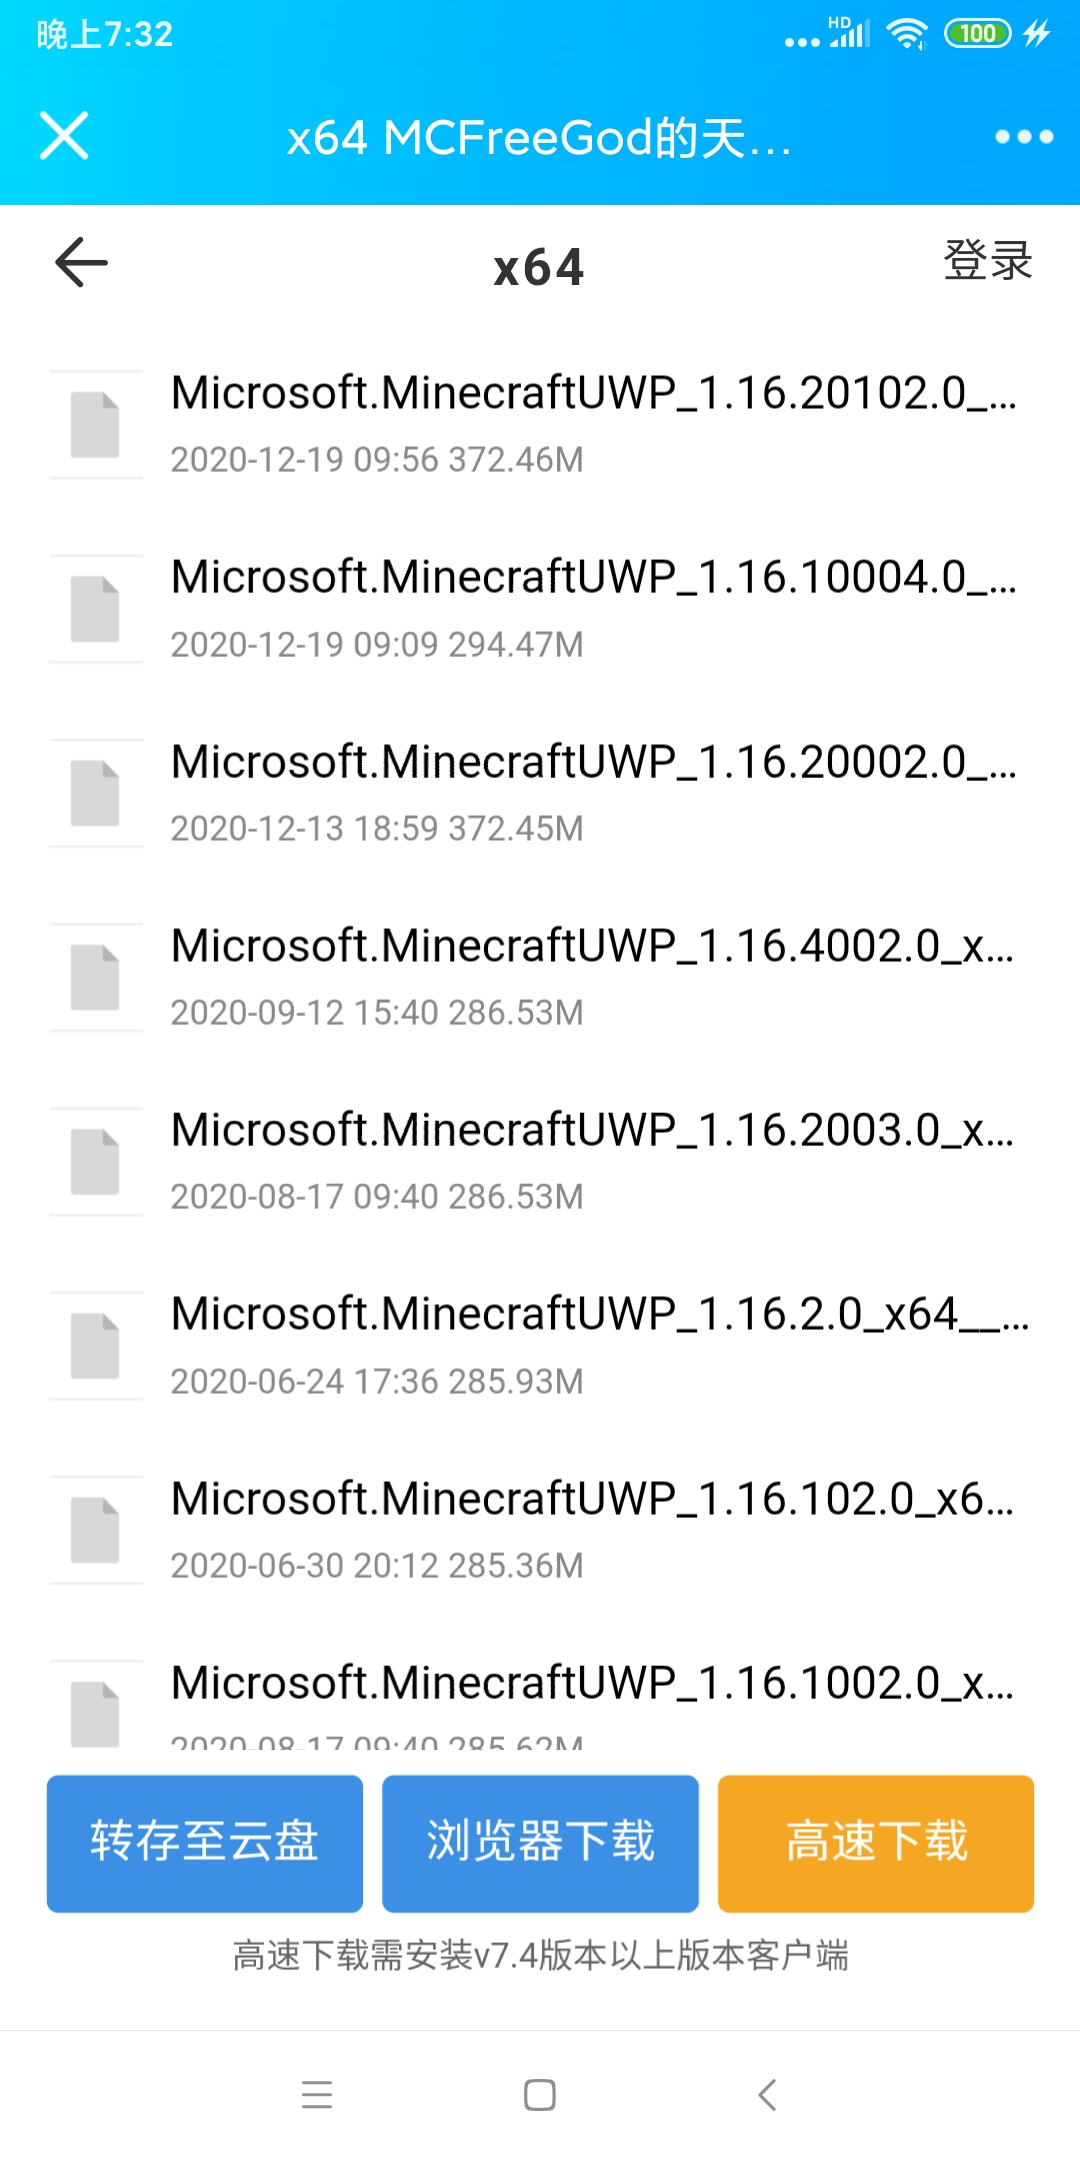 晚上7:32
HD
100
x64 MCFreeGod的天...
x64
登录
Microsoft.MinecraftUWP_1.16.20102.0_...
2020-12-19 09:56 372.46M
Microsoft.MinecraftUWP_1.16.10004.0_...
2020-12-19 09:09 294.47M
Microsoft.MinecraftUWP_1.16.20002.0_...
2020-12-13 18:59 372.45M
Microsoft.MinecraftUWP_1.16.4002.0_x...
2020-09-12 15:40 286.53M
Microsoft.MinecraftUWP_1.16.2003.0_x...
2020-08-17 09:40 286.53M
Microsoft.MinecraftUWP_1.16.2.0_x64__...
2020-06-24 17:36 285.93M
Microsoft.MinecraftUWP_1.16.102.0_x6...
2020-06-30 20:12 285.36M
Microsoft.MinecraftUWP_1.16.1002.0_x...
2020-08-17 09:40 285.62M
转存至云盘
浏览器下载
高速下载
高速下载需安装v7.4版本以上版本客户端